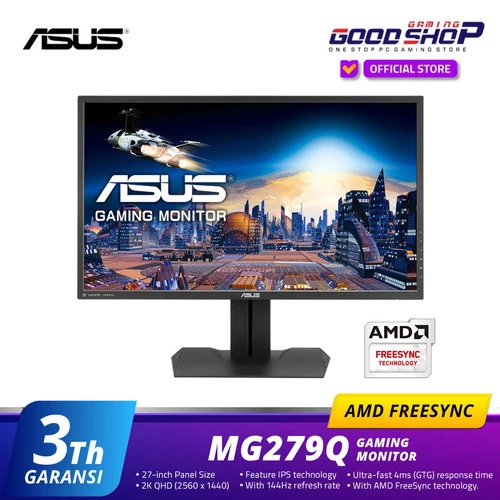 ASUS
GAMING
GOODSHOP
ONE STOP PC GAMING STORE
OFFICIAL STORE
ASUS
GAMING MONITOR
ASUS
AMD
FREESYNC
TECHNOLOGY
AMD FREESYNC
3Th
GARANSI
MG279Q GAMING
MONITOR
• 27-inch Panel Size • Feature IPS technology • Ultra-fast 4ms (GTG) response time
• 2K QHD (2560 x 1440) • With 144Hz refresh rate • With AMD FreeSync technology.